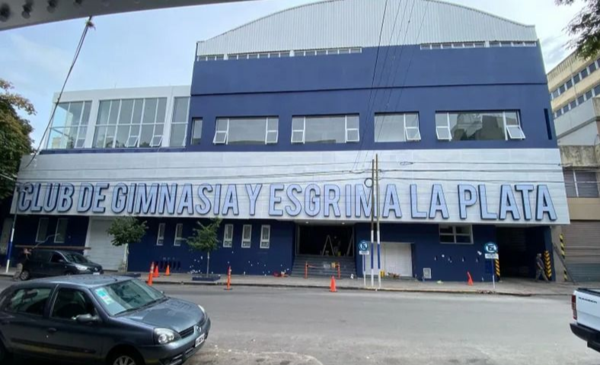 CLUB DE GIMNASIA Y ESGRIMA LA PLATA